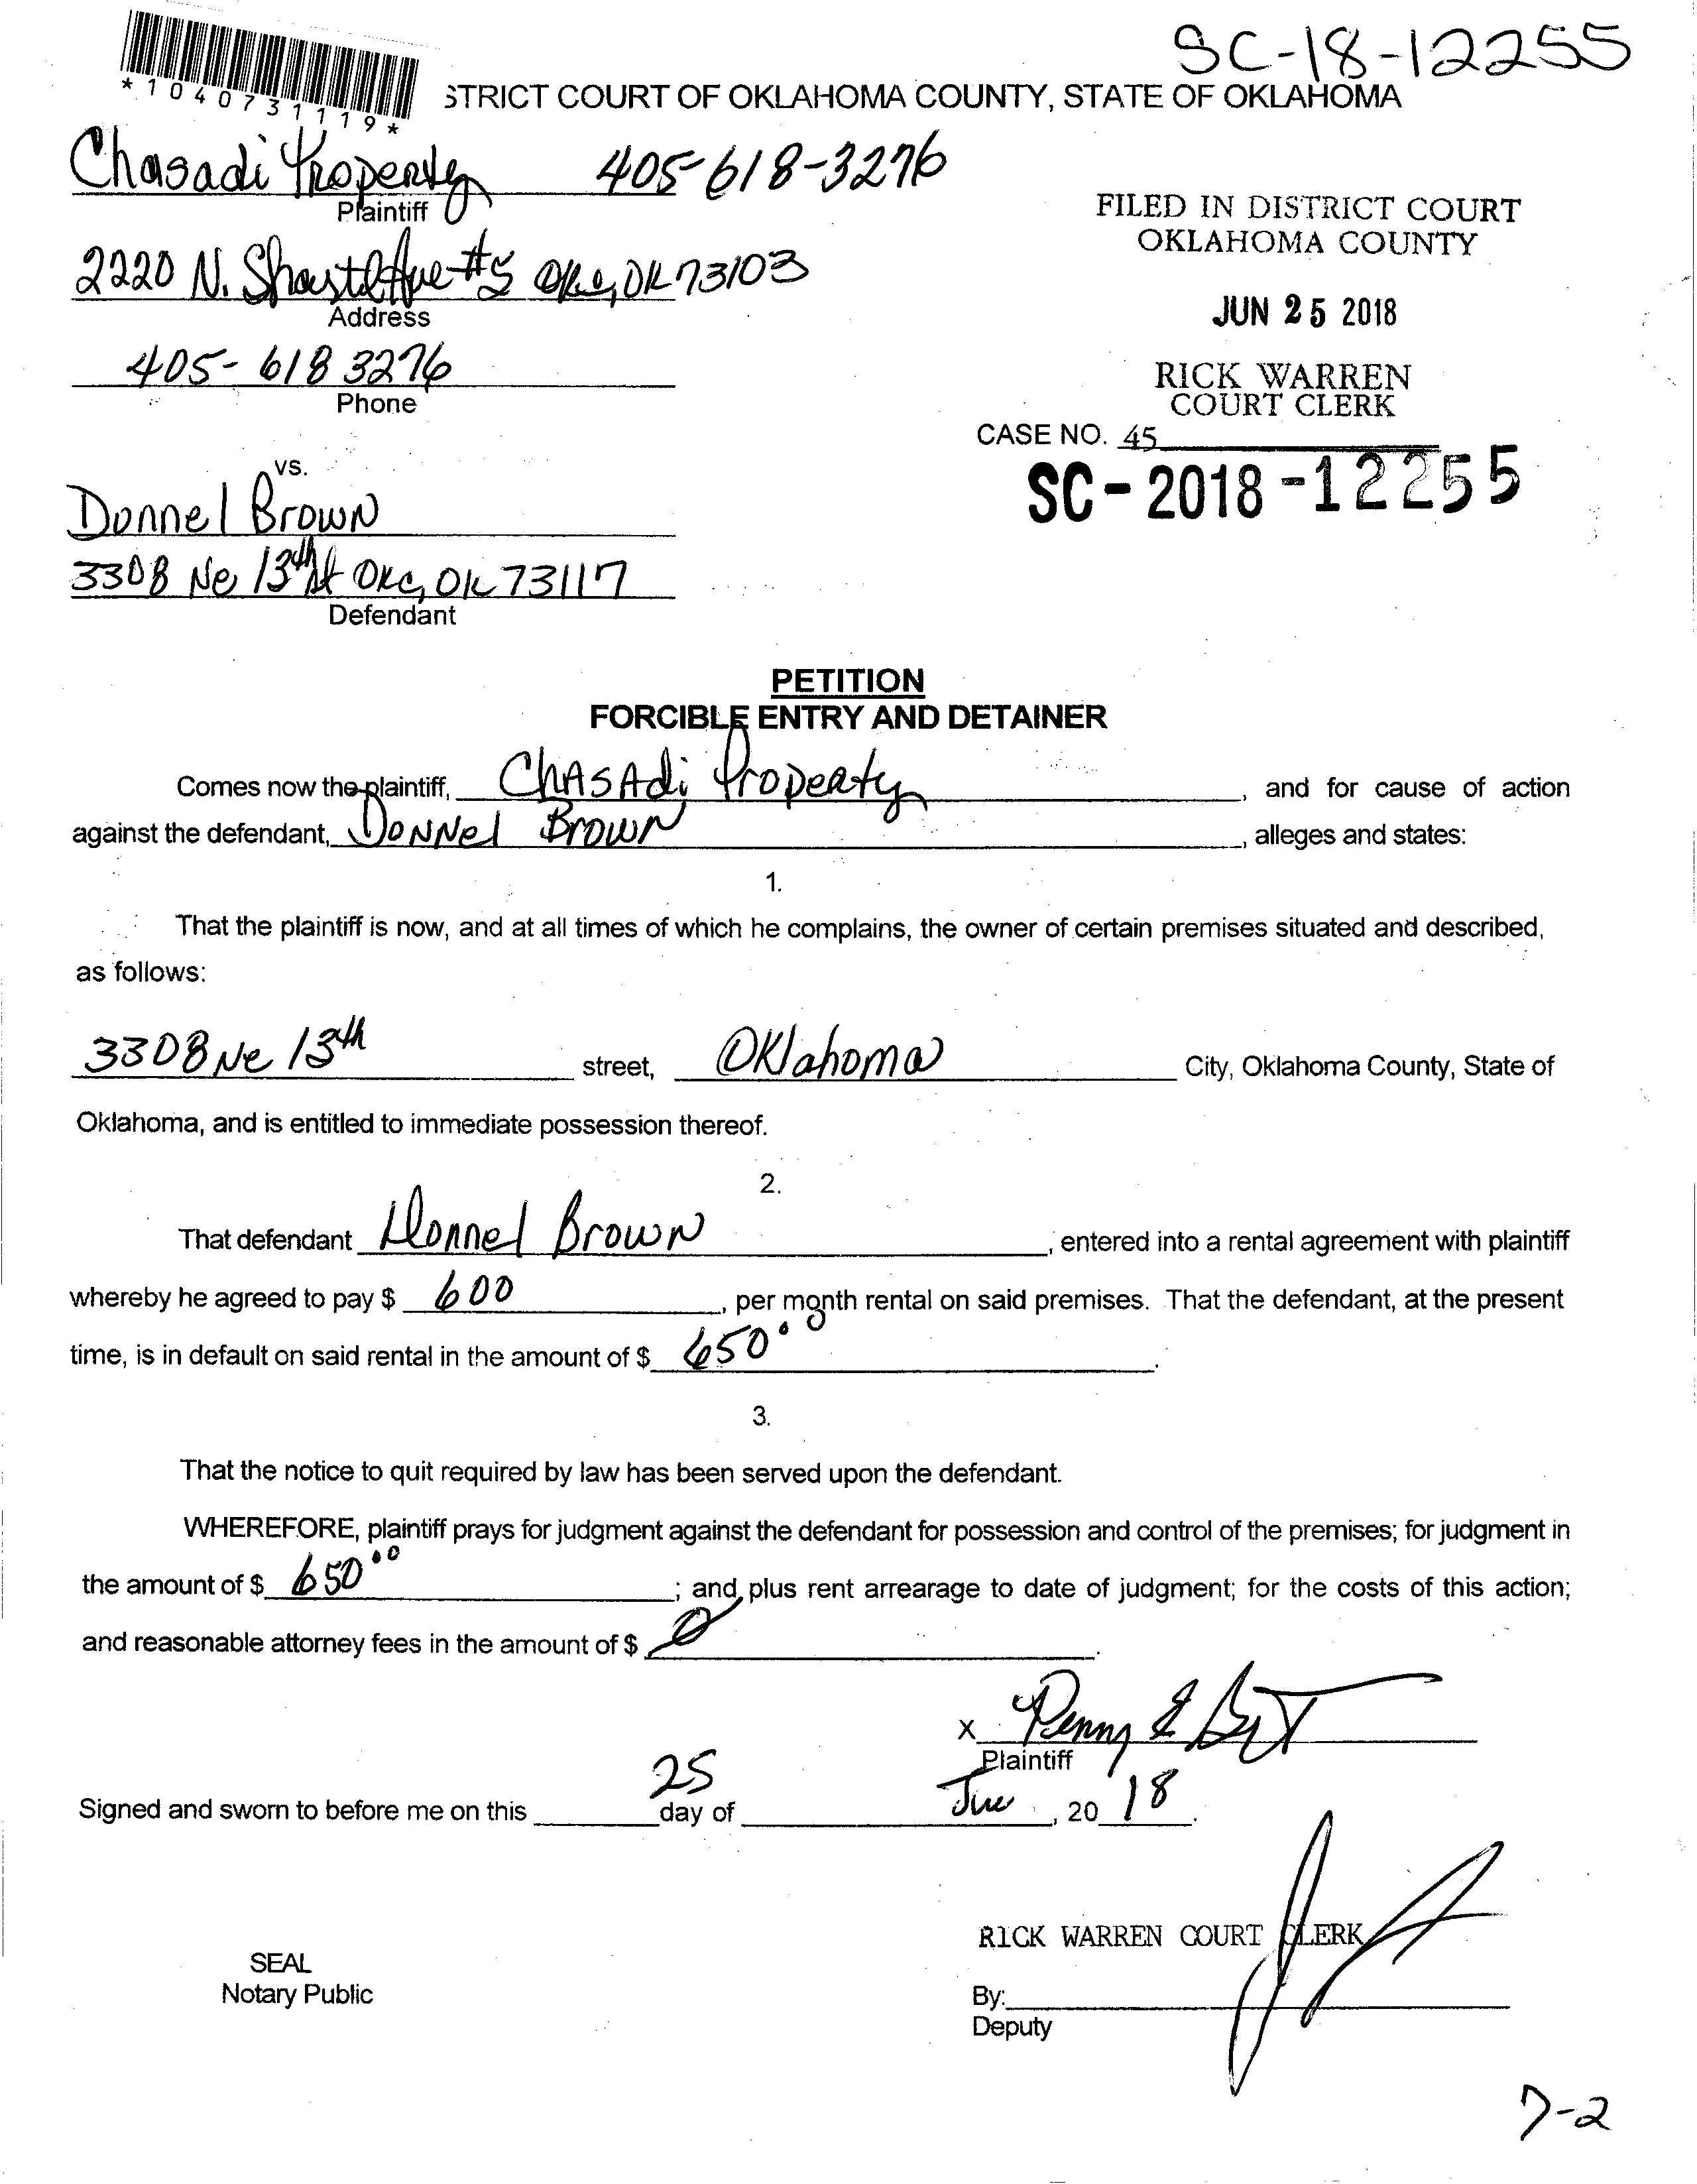 SC-18-12255
*1040731119*
STRICT COURT OF OKLAHOMA COUNTY, STATE OF OKLAHOMA
Chasadi Property 405-618-3276
Plaintiff
FILED IN DISTRICT COURT
OKLAHOMA COUNTY
2220 N. Ave #5 OKC, OK 73103
Address
JUN 25 2018
405-618 3276
Phone
RICK WARREN
COURT CLERK
CASE NO. 45
SC-2018-12255
vs.
Donnel Brown
3308 Ne 13th St OKC, OK 73117
Defendant
PETITION
FORCIBLE ENTRY AND DETAINER
Comes now the plaintiff, ChASAdi Property, and for cause of action
against the defendant, DoNNel Brown, alleges and states:
1.
That the plaintiff is now, and at all times of which he complains, the owner of certain premises situated and described,
as follows:
3308 Ne 13th street, Oklahoma City, Oklahoma County, State of
Oklahoma, and is entitled to immediate possession thereof.
2.
That defendant Donnel Brown, entered into a rental agreement with plaintiff
whereby he agreed to pay $ 600, per month rental on said premises. That the defendant, at the present
time, is in default on said rental in the amount of $ 650.00.
3.
That the notice to quit required by law has been served upon the defendant.
WHEREFORE, plaintiff prays for judgment against the defendant for possession and control of the premises; for judgment in
the amount of $ 650.00; and, plus rent arrearage to date of judgment; for the costs of this action;
and reasonable attorney fees in the amount of $ 0.
X Penny
Plaintiff
Signed and sworn to before me on this 25 day of June, 2018.
RICK WARREN COURT CLERK
SEAL
Notary Public
By:
Deputy
7-2